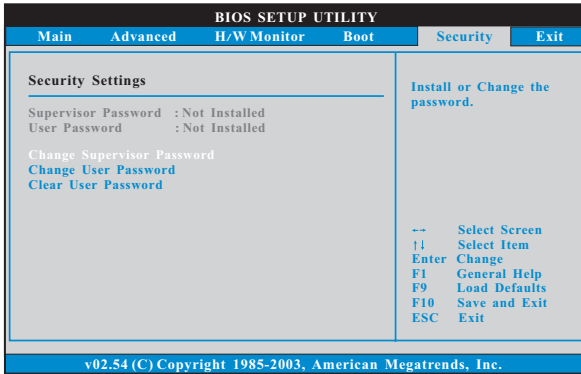 BIOS SETUP UTILITY
Main Advanced H/W Monitor Boot Security Exit
Security Settings
Supervisor Password : Not Installed
User Password : Not Installed
Change Supervisor Password
Change User Password
Clear User Password
Install or Change the
password.
←→ Select Screen
↑↓ Select Item
Enter Change
F1 General Help
F9 Load Defaults
F10 Save and Exit
ESC Exit
v02.54 (C) Copyright 1985-2003, American Megatrends, Inc.